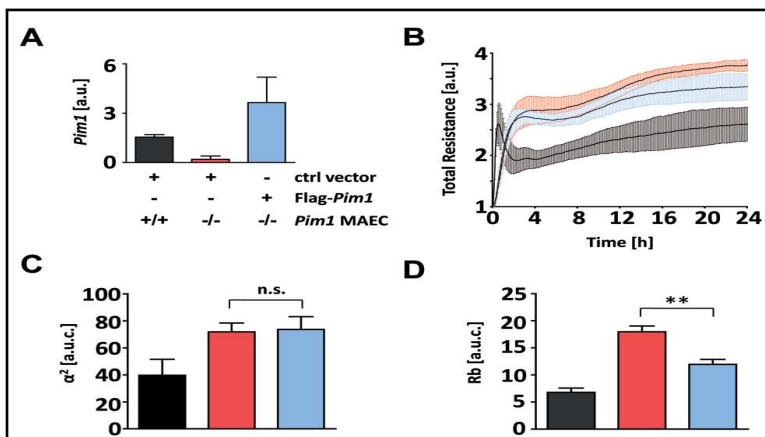 A
Pim1 [a.u.]
6
3
0
+ + - ctrl vector
- - + Flag-Pim1
+/+ -/- -/- Pim1 MAEC
B
Total Resistance [a.u.]
4
3
2
1
0 4 8 12 16 20 24
Time [h]
C
α² [a.u.c.]
100
80
60
40
20
0
n.s.
D
Rb [a.u.c.]
25
20
15
10
5
0
**